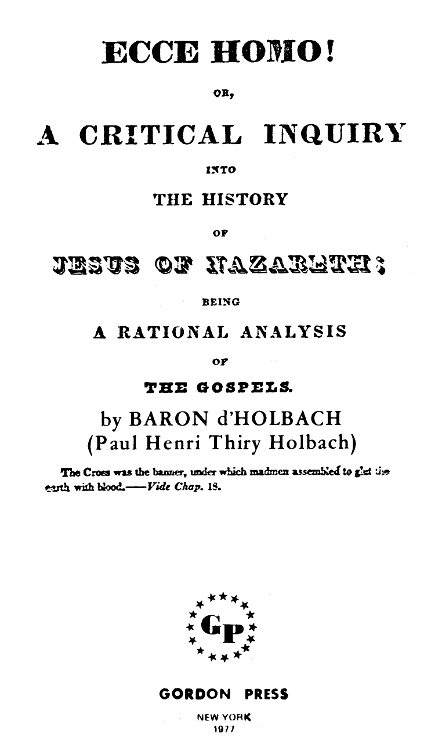 ECCE HOMO!
OR,
A CRITICAL INQUIRY
INTO
THE HISTORY
OF
JESUS OF NAZARETH;
BEING
A RATIONAL ANALYSIS
OF
THE GOSPELS.
by BARON d'HOLBACH
(Paul Henri Thiry Holbach)
The Cross was the banner, under which madmen assembled to glut the
earth with blood.—Vide Chap. 18.
GP
GORDON PRESS
NEW YORK
1977